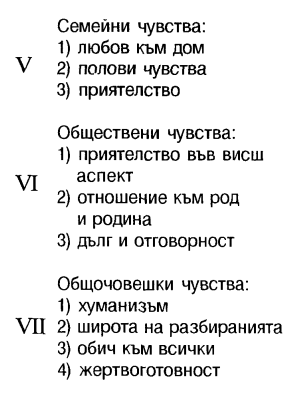 Семейни чувства:
1) любов към дом
V 2) полови чувства
3) приятелство
Обществени чувства:
1) приятелство във висш
VI аспект
2) отношение към род
и родина
3) дълг и отговорност
Общочовешки чувства:
1) хуманизъм
VII 2) широта на разбиранията
3) обич към всички
4) жертвоготовност